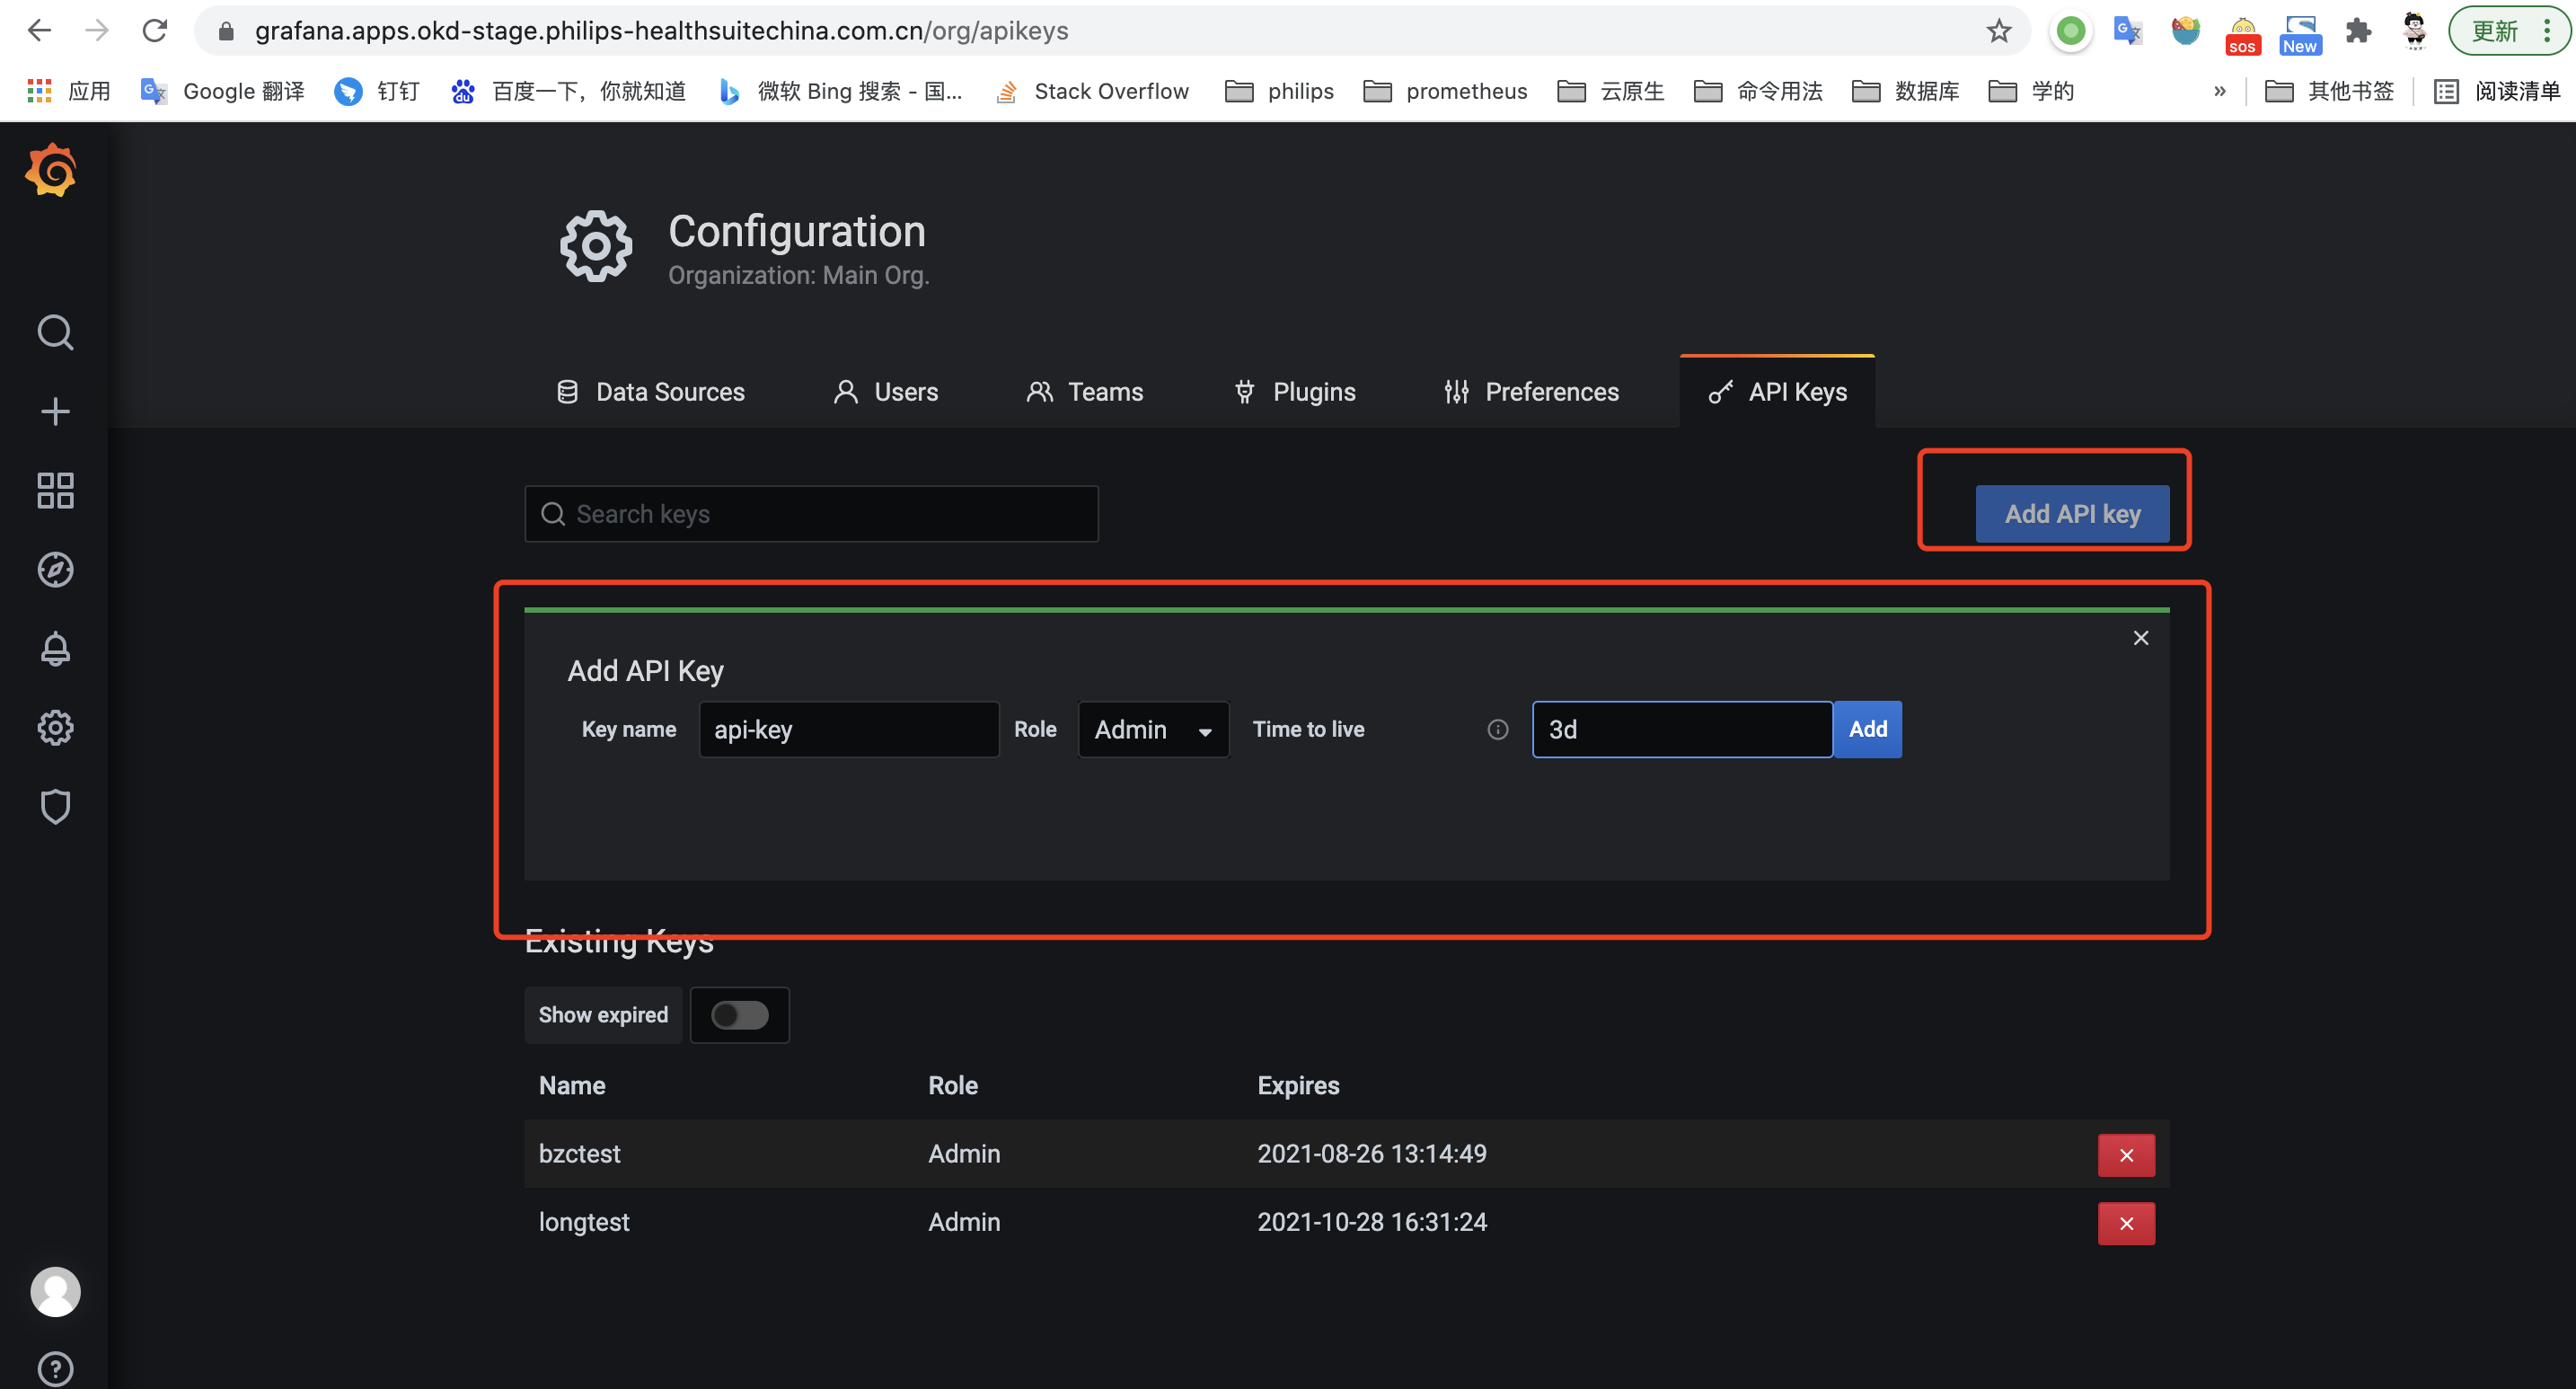 grafana.apps.okd-stage.philips-healthsuitechina.com.cn/org/apikeys
sos
New
更新
应用
Google 翻译
钉钉
du
百度一下，你就知道
微软 Bing 搜索 - 国...
Stack Overflow
philips
prometheus
云原生
命令用法
数据库
学的
»
其他书签
阅读清单
Configuration
Organization: Main Org.
Data Sources
Users
Teams
Plugins
Preferences
API Keys
Search keys
Add API key
Add API Key
Key name
api-key
Role
Admin
Time to live
3d
Add
Existing Keys
Show expired
Name Role Expires
bzctest Admin 2021-08-26 13:14:49
longtest Admin 2021-10-28 16:31:24